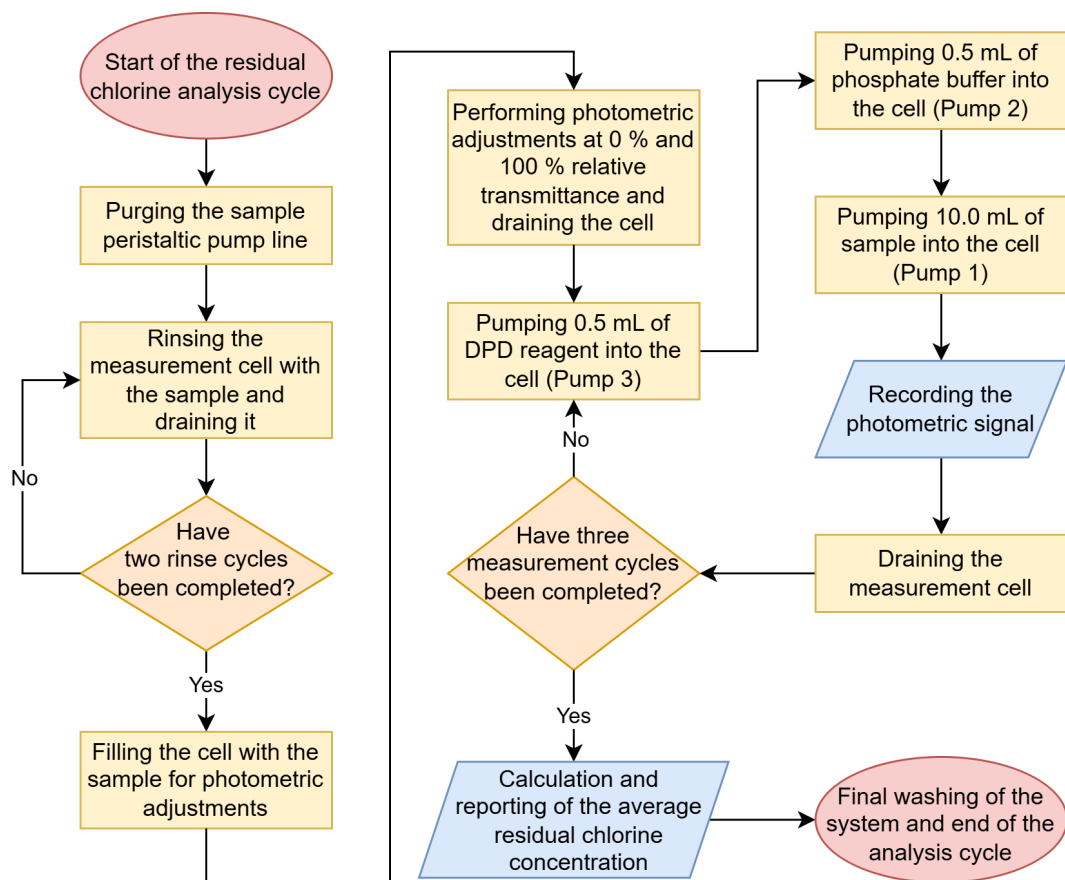 Start of the residual
chlorine analysis cycle
Purging the sample
peristaltic pump line
Rinsing the
measurement cell with
the sample and
draining it
No
Have
two rinse cycles
been completed?
Yes
Filling the cell with the
sample for photometric
adjustments
Performing photometric
adjustments at 0 % and
100 % relative
transmittance and
draining the cell
Pumping 0.5 mL of
DPD reagent into the
cell (Pump 3)
Pumping 0.5 mL of
phosphate buffer into
the cell (Pump 2)
Pumping 10.0 mL of
sample into the cell
(Pump 1)
Recording the
photometric signal
Draining the
measurement cell
No
Have three
measurement cycles
been completed?
Yes
Calculation and
reporting of the average
residual chlorine
concentration
Final washing of the
system and end of the
analysis cycle